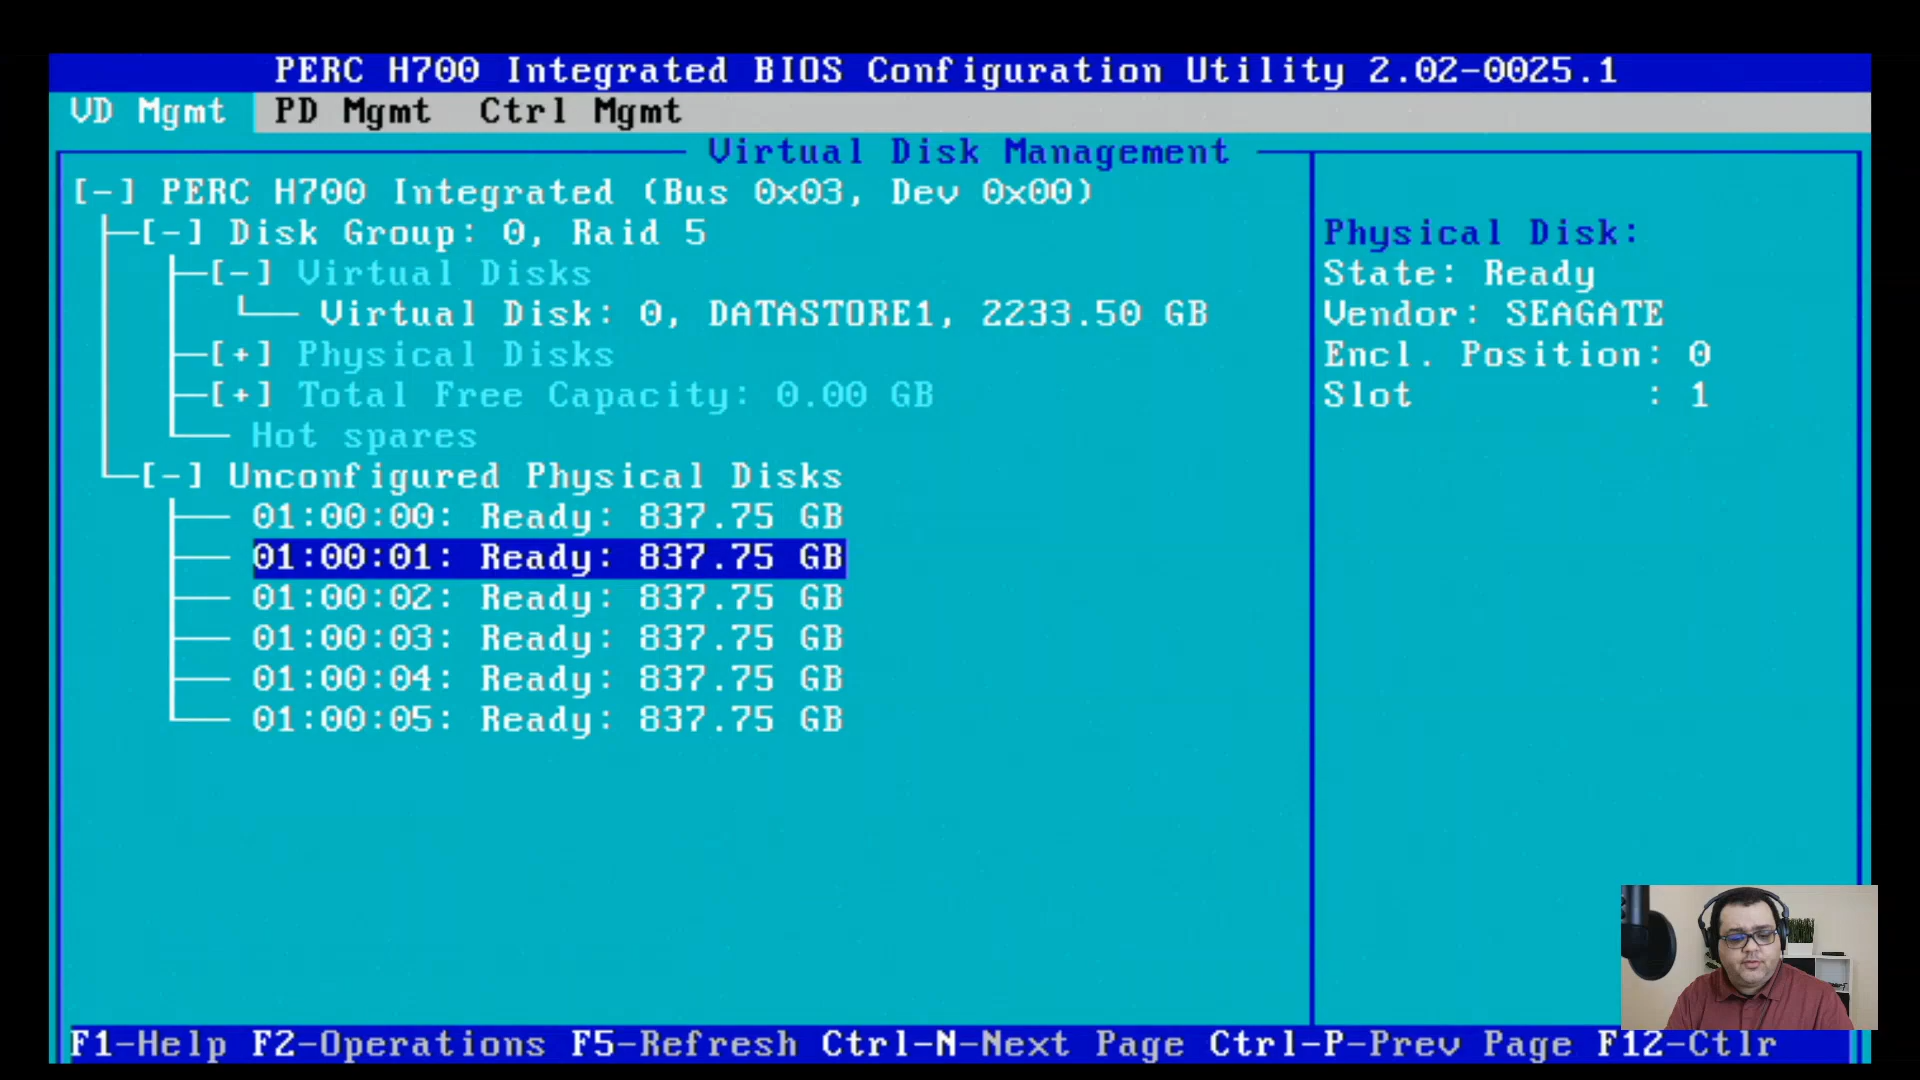 PERC H700 Integrated BIOS Configuration Utility 2.02-0025.1
VD Mgmt PD Mgmt Ctrl Mgmt
Virtual Disk Management
[-] PERC H700 Integrated (Bus 0x03, Dev 0x00)
[-] Disk Group: 0, Raid 5
[-] Virtual Disks
Virtual Disk: 0, DATASTORE1, 2233.50 GB
[+] Physical Disks
[+] Total Free Capacity: 0.00 GB
Hot spares
[-] Unconfigured Physical Disks
01:00:00: Ready: 837.75 GB
01:00:01: Ready: 837.75 GB
01:00:02: Ready: 837.75 GB
01:00:03: Ready: 837.75 GB
01:00:04: Ready: 837.75 GB
01:00:05: Ready: 837.75 GB
Physical Disk:
State: Ready
Vendor: SEAGATE
Encl. Position: 0
Slot : 1
F1-Help F2-Operations F5-Refresh Ctrl-N-Next Page Ctrl-P-Prev Page F12-Ctlr